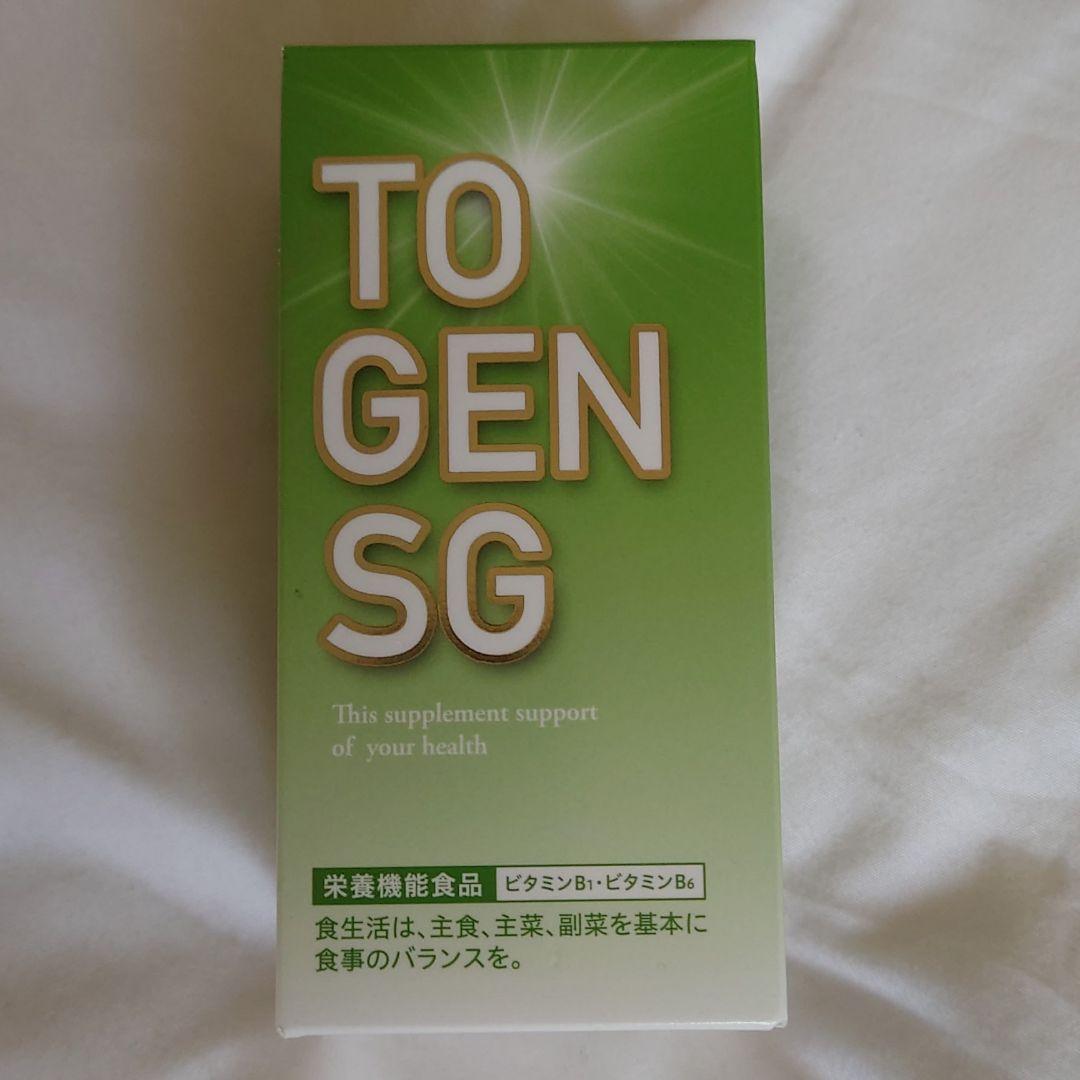 TO
GEN
SG
This supplement support
of your health
栄養機能食品 ビタミンB1・ビタミンB6
食生活は、主食、主菜、副菜を基本に
食事のバランスを。